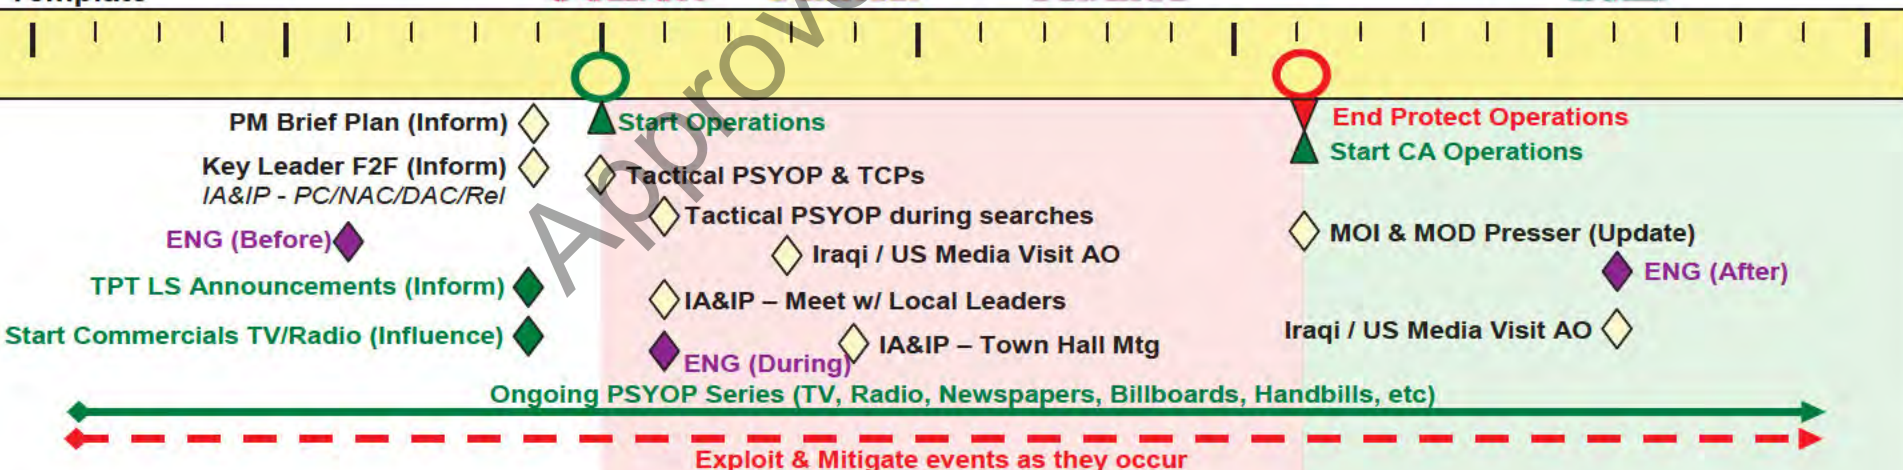 PM Brief Plan (Inform)
Start Operations
Key Leader F2F (Inform)
IA&IP - PC/NAC/DAC/Rel
Tactical PSYOP & TCPs
Tactical PSYOP during searches
ENG (Before)
Iraqi / US Media Visit AO
TPT LS Announcements (Inform)
IA&IP – Meet w/ Local Leaders
Start Commercials TV/Radio (Influence)
IA&IP – Town Hall Mtg
ENG (During)
End Protect Operations
Start CA Operations
MOI & MOD Presser (Update)
ENG (After)
Iraqi / US Media Visit AO
Ongoing PSYOP Series (TV, Radio, Newspapers, Billboards, Handbills, etc)
Exploit & Mitigate events as they occur